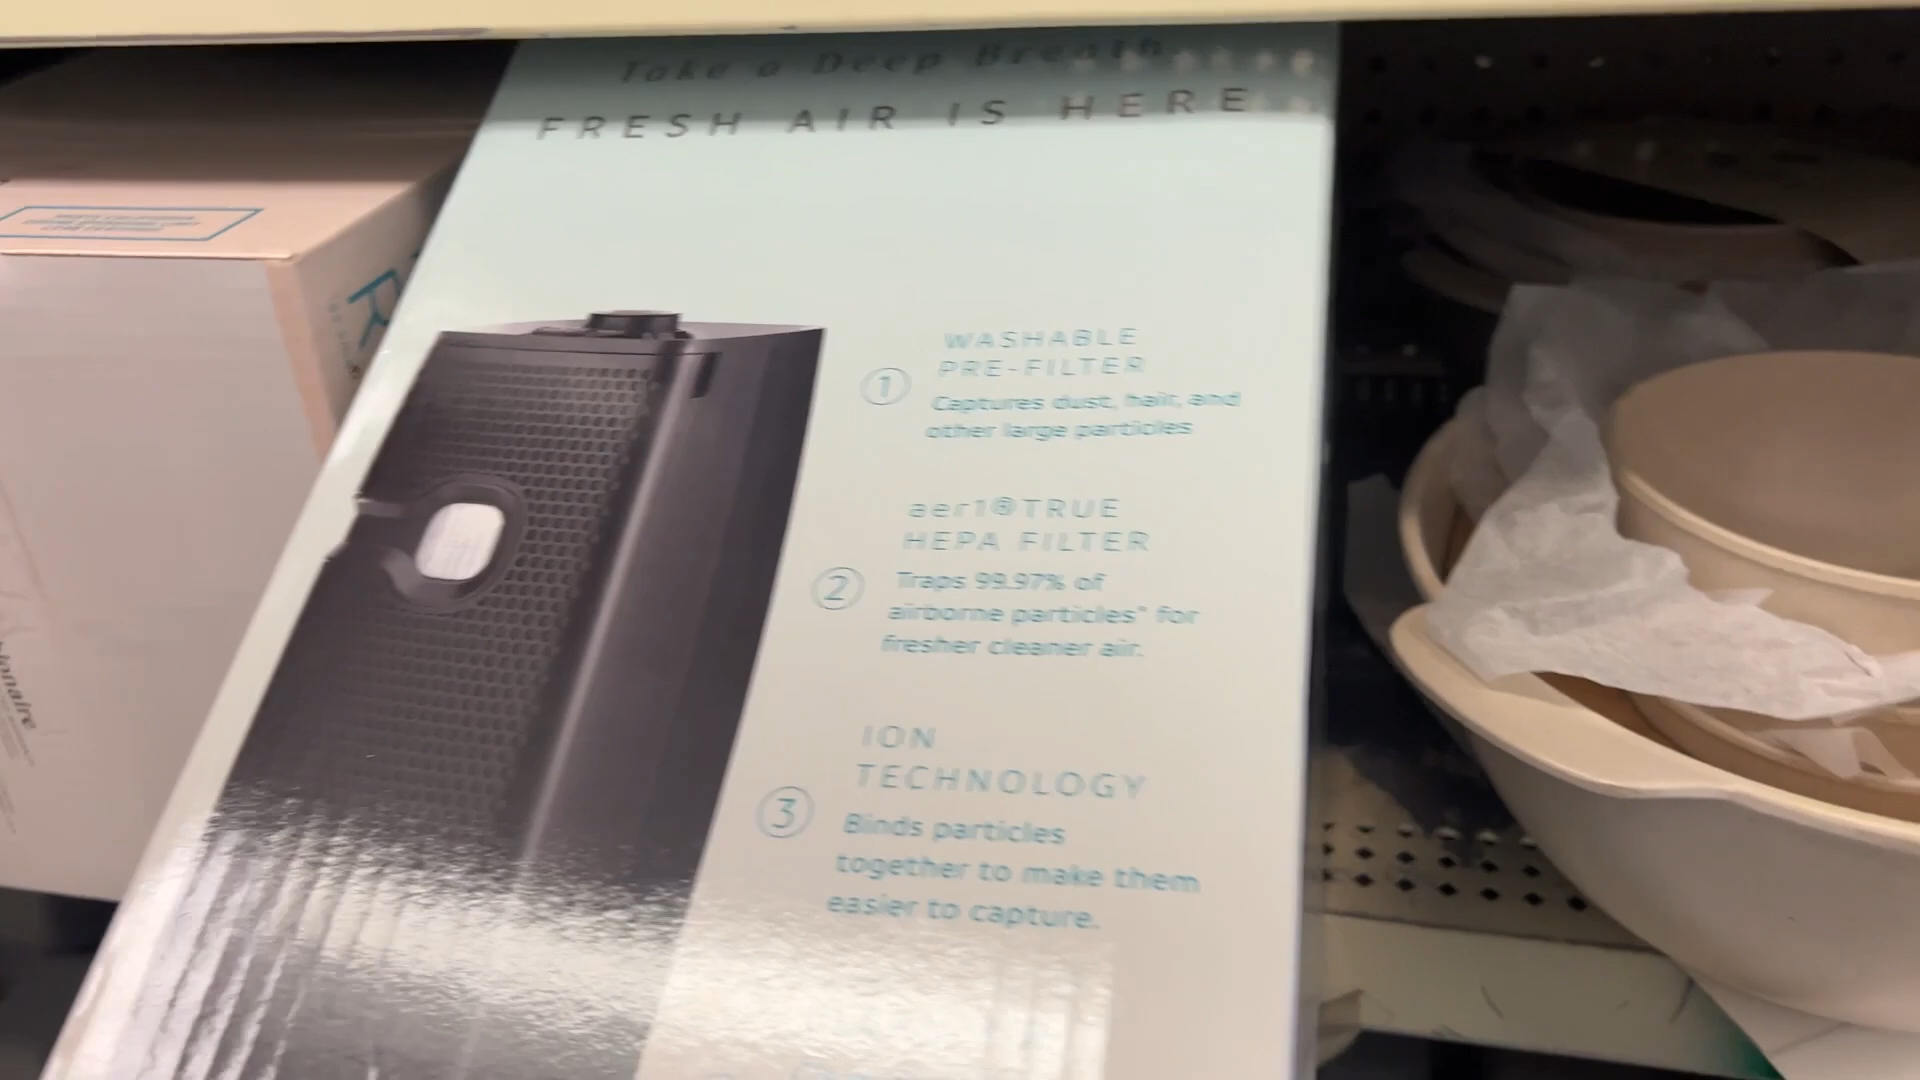 Take a Deep Breath
FRESH AIR IS HERE
1
WASHABLE
PRE-FILTER
Captures dust, hair, and
other large particles
2
aer1®TRUE
HEPA FILTER
Traps 99.97% of
airborne particles* for
fresher cleaner air.
3
ION
TECHNOLOGY
Binds particles
together to make them
easier to capture.